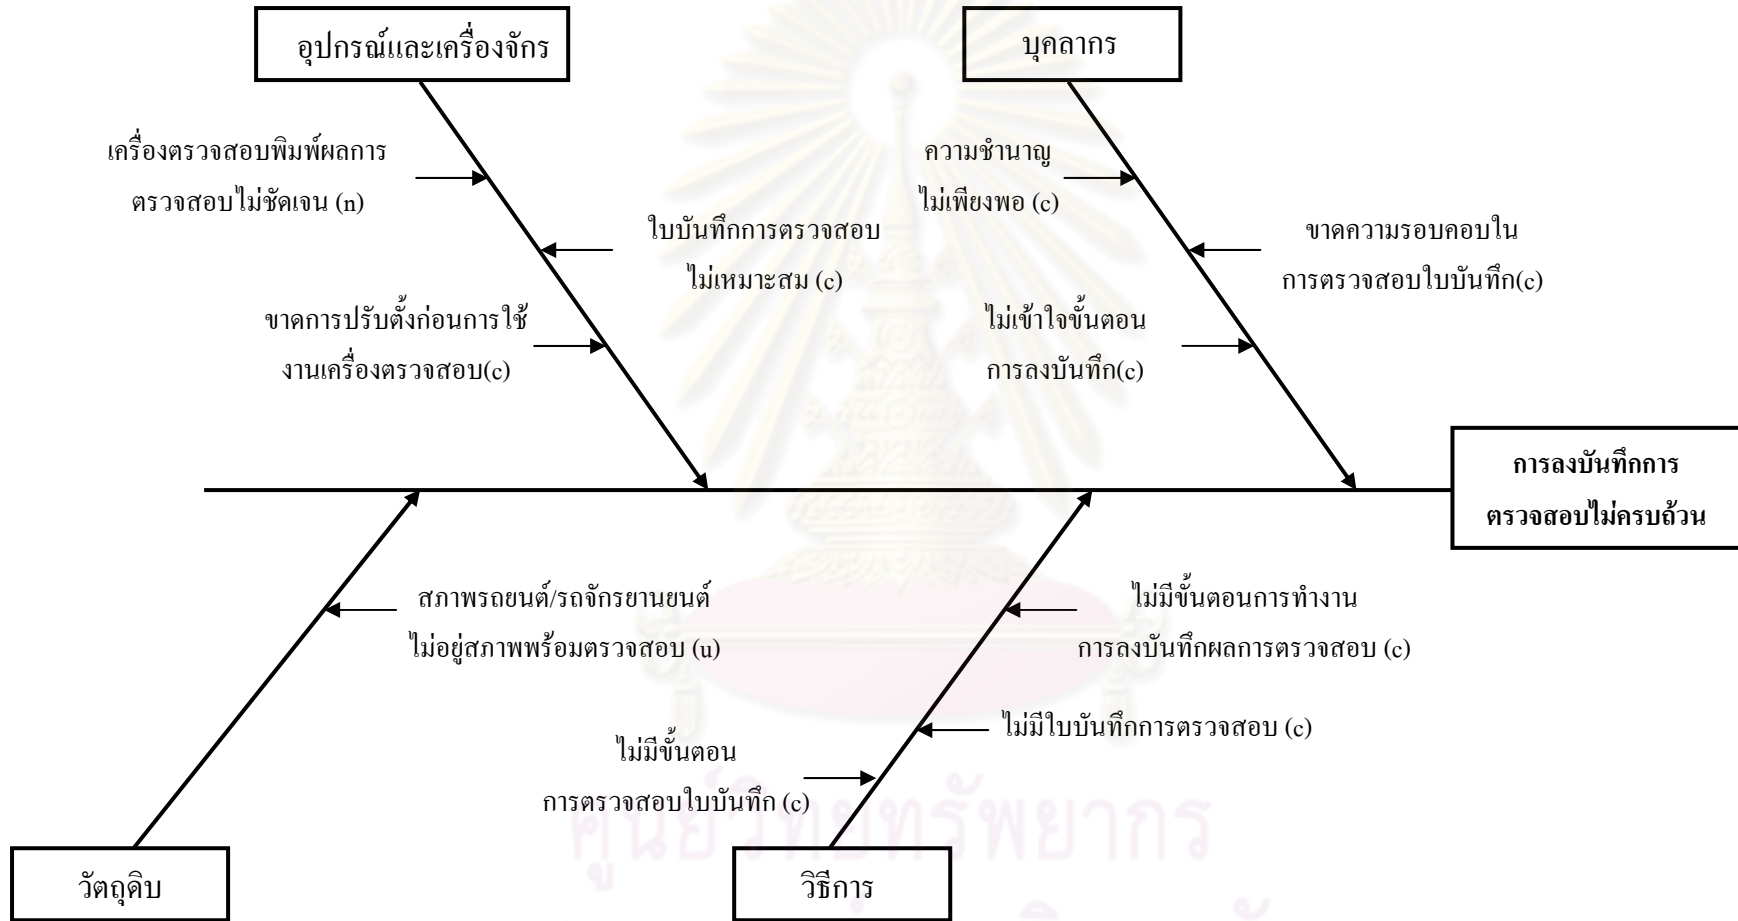 อุปกรณ์และเครื่องจักร
บุคลากร
เครื่องตรวจสอบพิมพ์ผลการ
ตรวจสอบไม่ชัดเจน (n)
ใบบันทึกการตรวจสอบ
ไม่เหมาะสม (c)
ขาดการปรับตั้งก่อนการใช้
งานเครื่องตรวจสอบ(c)
ความชำนาญ
ไม่เพียงพอ (c)
ขาดความรอบคอบใน
การตรวจสอบใบบันทึก(c)
ไม่เข้าใจขั้นตอน
การลงบันทึก(c)
การลงบันทึกการ
ตรวจสอบไม่ครบถ้วน
สภาพรถยนต์/รถจักรยานยนต์
ไม่อยู่สภาพพร้อมตรวจสอบ (u)
ไม่มีขั้นตอนการทำงาน
การลงบันทึกผลการตรวจสอบ (c)
ไม่มีใบบันทึกการตรวจสอบ (c)
ไม่มีขั้นตอน
การตรวจสอบใบบันทึก (c)
ศูนย์วิทยทรัพยากร
วัตถุดิบ
วิธีการ